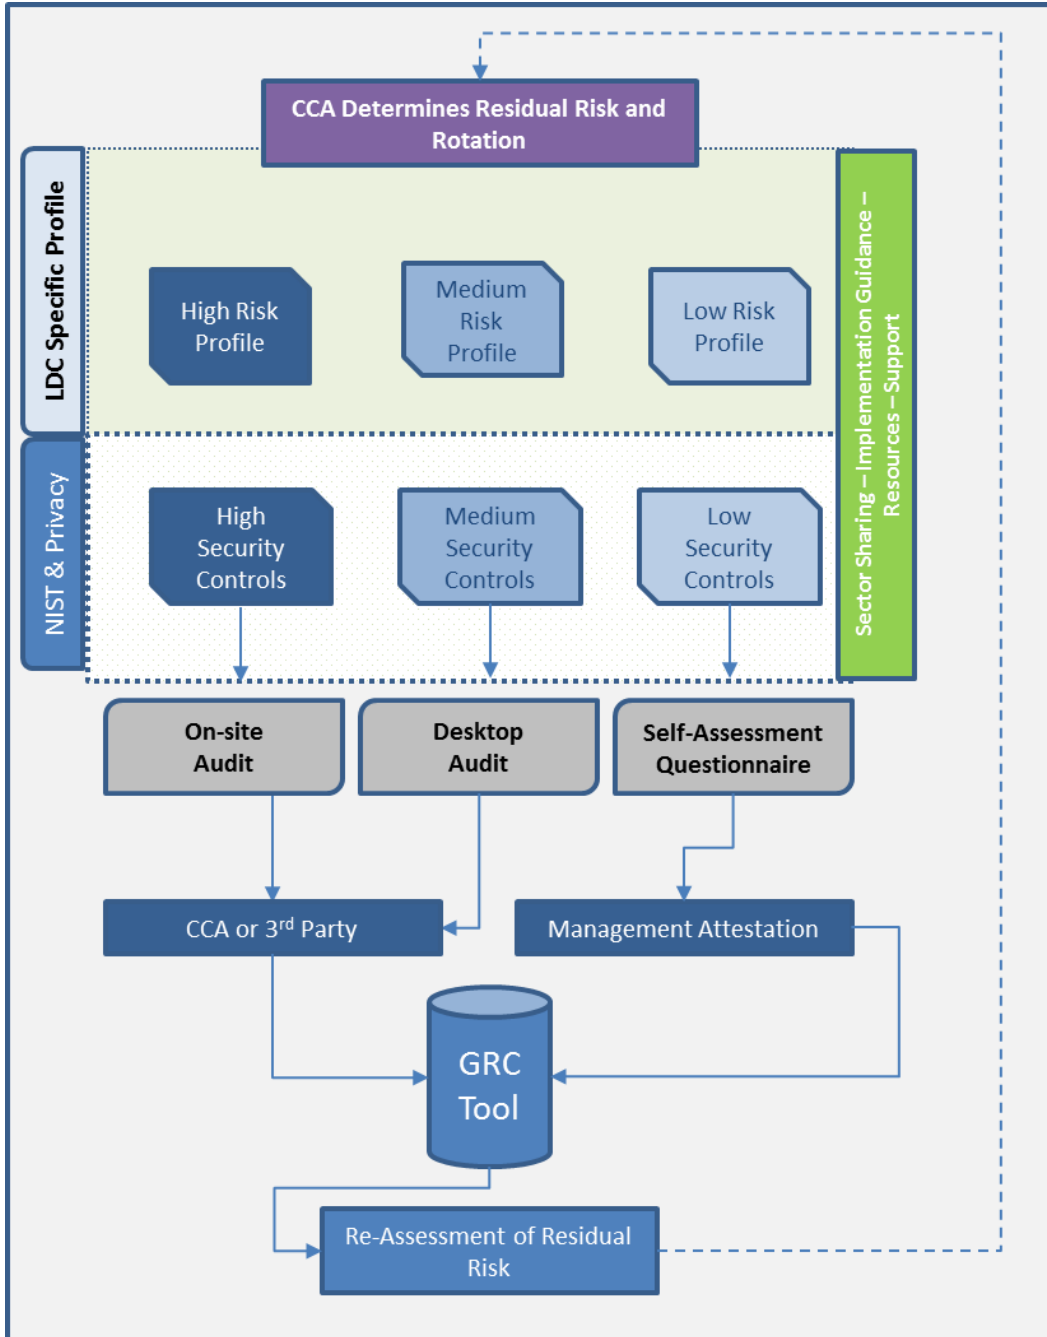 CCA Determines Residual Risk and
Rotation
LDC Specific Profile
High Risk
Profile
Medium
Risk
Profile
Low Risk
Profile
Sector Sharing – Implementation Guidance –
Resources – Support
NIST & Privacy
High
Security
Controls
Medium
Security
Controls
Low
Security
Controls
On-site
Audit
Desktop
Audit
Self-Assessment
Questionnaire
CCA or 3rd Party
Management Attestation
GRC
Tool
Re-Assessment of Residual
Risk